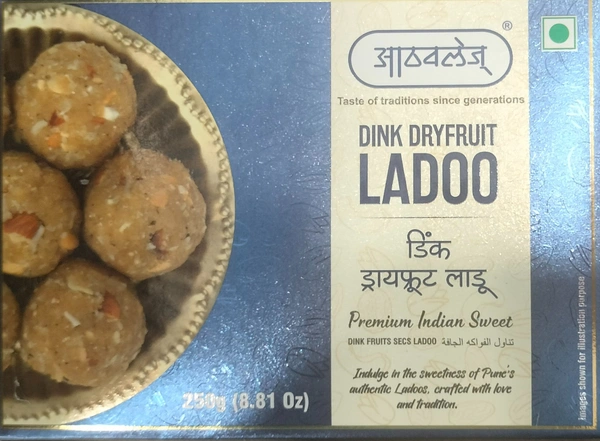 आठवलेज्
®
Taste of traditions since generations
DINK DRYFRUIT
LADOO
डिंक
ड्रायफ्रूट लाडू
Premium Indian Sweet
DINK FRUITS SECS LADOO تناول الفواكه الجافة
Indulge in the sweetness of Pune's
authentic Ladoos, crafted with love
and tradition.
250g (8.81 Oz)
Images shown for illustration purpose